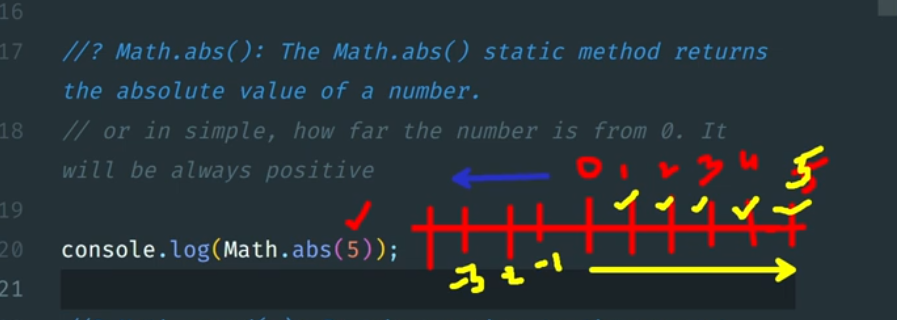 16
17 //? Math.abs(): The Math.abs() static method returns
the absolute value of a number.
18 // or in simple, how far the number is from 0. It
will be always positive
0 1 2 3 4 5
19
20 console.log(Math.abs(5));
-3 2 -1
21